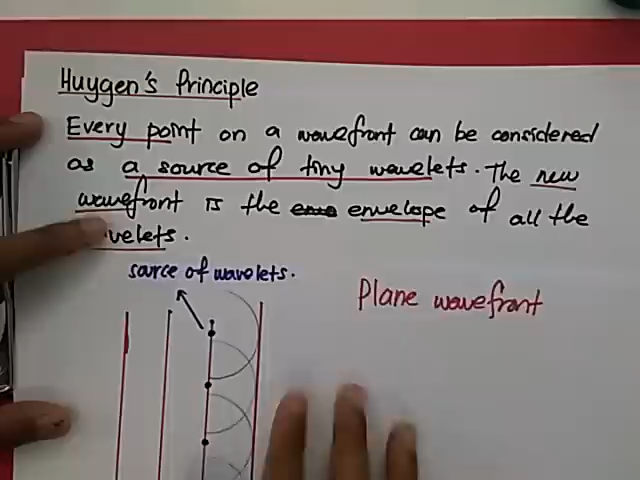 Huygen's Principle
Every point on a wavefront can be considered
as a source of tiny wavelets. The new
wavefront is the envelope of all the
velets.
source of wavelets.
Plane wavefront